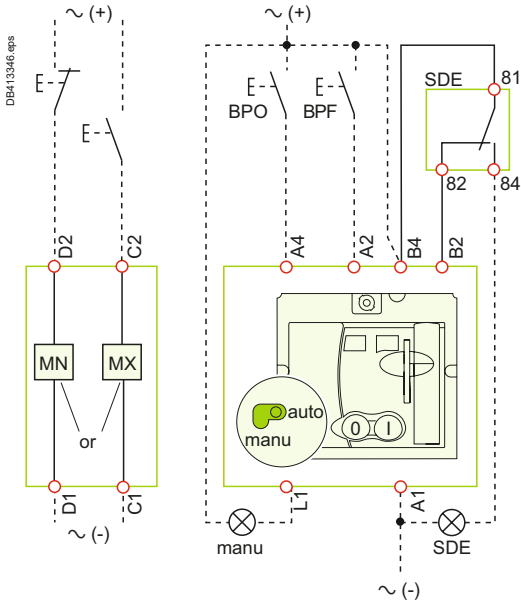 DB413346.eps
∼ (+)
∼ (+)
E
E
E
BPO
E
BPF
SDE
81
82
84
D2
C2
A4
A2
B4
B2
MN
MX
or
auto
manu
0
I
D1
C1
L1
A1
∼ (-)
manu
SDE
∼ (-)